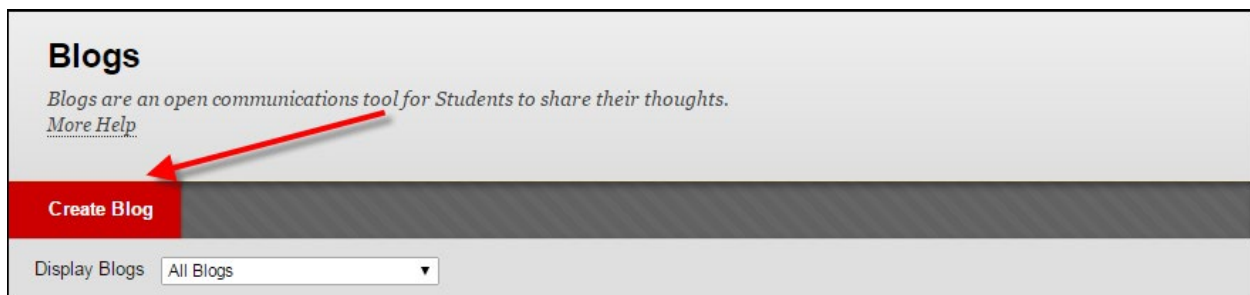 Blogs
Blogs are an open communications tool for Students to share their thoughts.
More Help
Create Blog
Display Blogs All Blogs